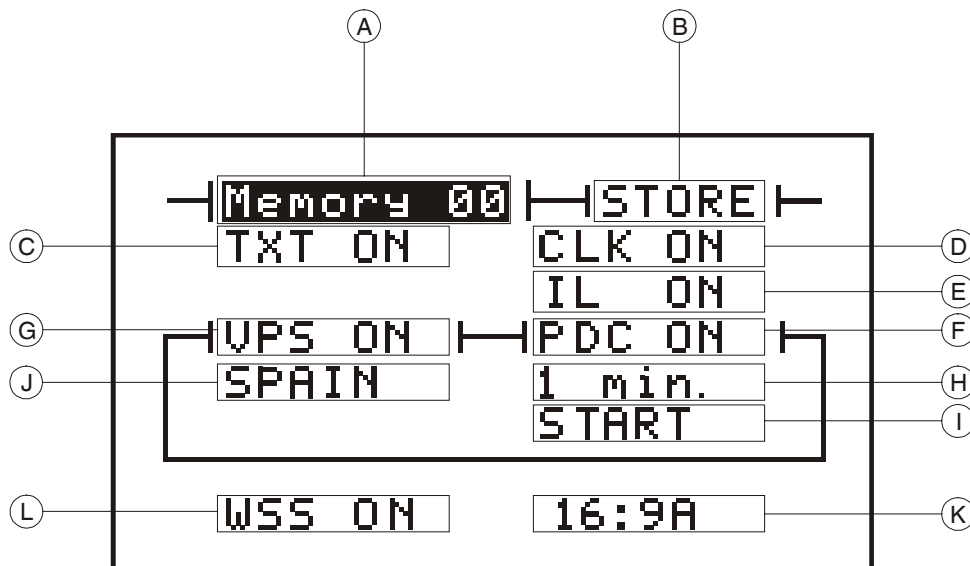 A B
Memory 00 STORE
C TXT ON CLK ON D
IL ON E
G VPS ON PDC ON F
J SPAIN 1 min. H
START I
L WSS ON 16:9A K